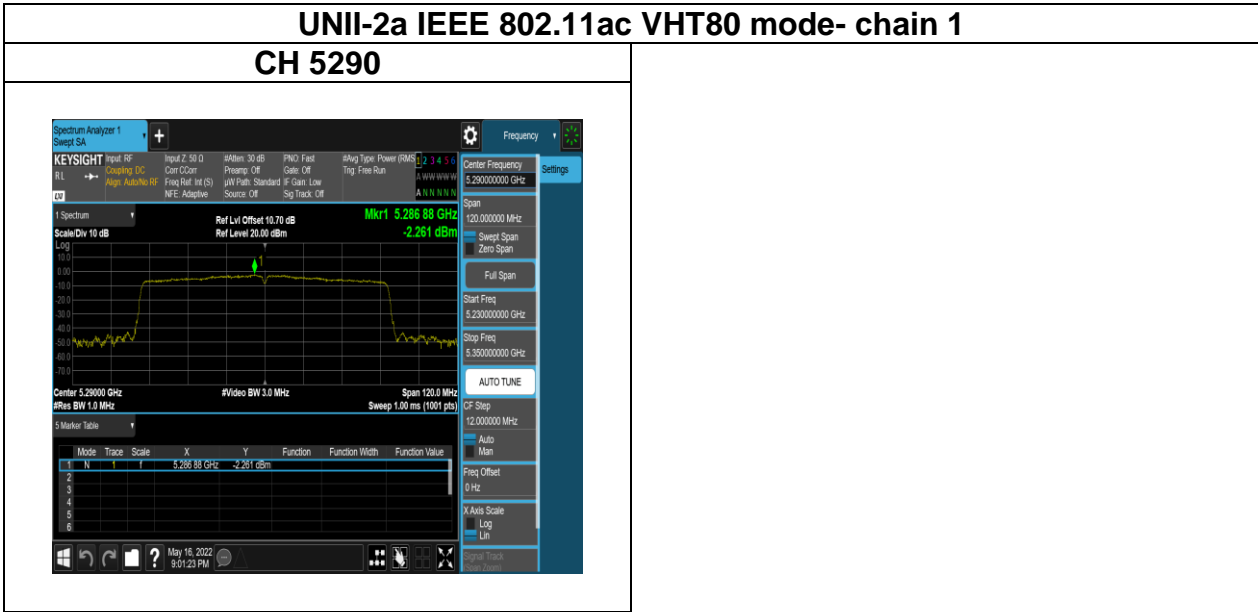 UNII-2a IEEE 802.11ac VHT80 mode- chain 1
CH 5290
Spectrum Analyzer 1
Swept SA
Frequency
KEYSIGHT
RL
LXI
Input: RF
Coupling: DC
Align: Auto/No RF
Input Z: 50 Ω
Corr CCorr
Freq Ref: Int (S)
NFE: Adaptive
#Atten: 30 dB
Preamp: Off
µW Path: Standard
Source: Off
PNO: Fast
Gate: Off
IF Gain: Low
Sig Track: Off
#Avg Type: Power (RMS
Trig: Free Run
1 2 3 4 5 6
A W W W W W
A N N N N N
1 Spectrum
Scale/Div 10 dB
Ref Lvl Offset 10.70 dB
Ref Level 20.00 dBm
Mkr1 5.286 88 GHz
-2.261 dBm
Log
10.0
0.00
-10.0
-20.0
-30.0
-40.0
-50.0
-60.0
-70.0
1
Center 5.29000 GHz
#Res BW 1.0 MHz
#Video BW 3.0 MHz
Span 120.0 MHz
Sweep 1.00 ms (1001 pts)
5 Marker Table
Mode Trace Scale X Y Function Function Width Function Value
1 N 1 f 5.286 88 GHz -2.261 dBm
2
3
4
5
6
May 16, 2022
9:01:23 PM
Center Frequency
5.290000000 GHz
Settings
Span
120.000000 MHz
Swept Span
Zero Span
Full Span
Start Freq
5.230000000 GHz
Stop Freq
5.350000000 GHz
AUTO TUNE
CF Step
12.000000 MHz
Auto
Man
Freq Offset
0 Hz
X Axis Scale
Log
Lin
Signal Track
(Span Zoom)